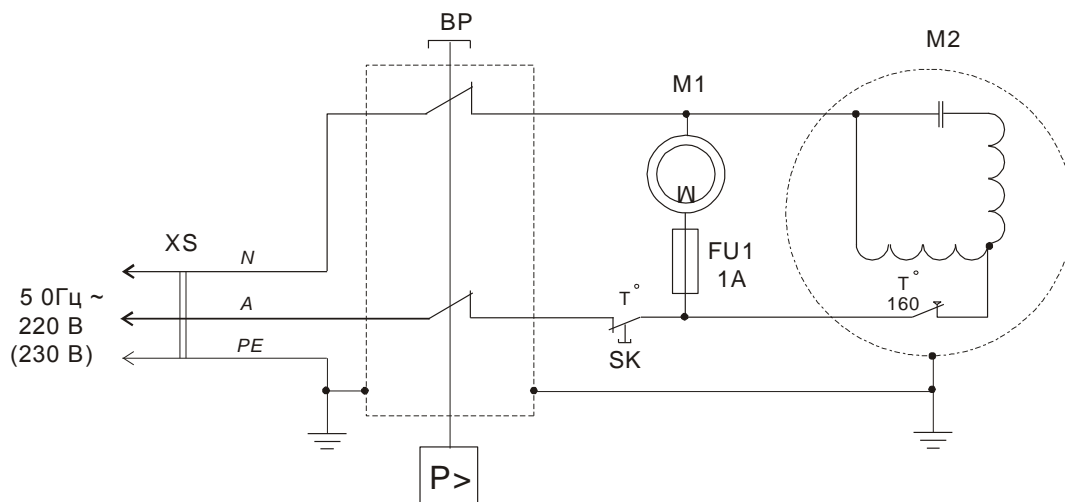 BP
M2
M1
M
XS
N
FU1
1A
T°
T°
160
5 0Гц ~
A
220 В
SK
(230 В)
PE
P>